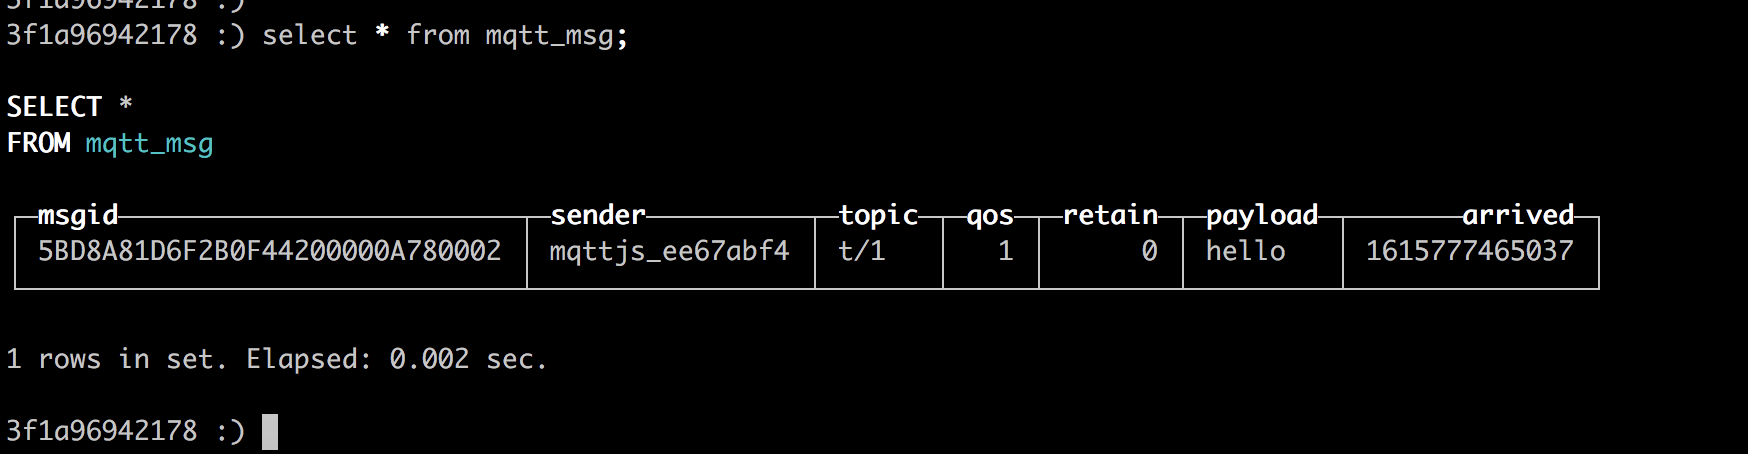 3f1a96942178 :)
3f1a96942178 :) select * from mqtt_msg;
SELECT *
FROM mqtt_msg
msgid sender topic qos retain payload arrived
5BD8A81D6F2B0F44200000A780002 mqttjs_ee67abf4 t/1 1 0 hello 1615777465037
1 rows in set. Elapsed: 0.002 sec.
3f1a96942178 :)